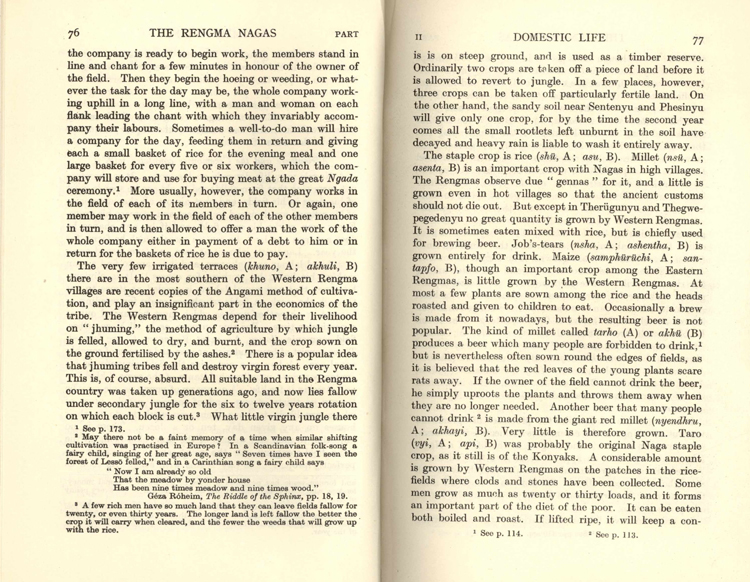 76 THE RENGMA NAGAS PART
the company is ready to begin work, the members stand in
line and chant for a few minutes in honour of the owner of
the field. Then they begin the hoeing or weeding, or what-
ever the task for the day may be, the whole company work-
ing uphill in a long line, with a man and woman on each
flank leading the chant with which they invariably accom-
pany their labours. Sometimes a well-to-do man will hire
a company for the day, feeding them in return and giving
each a small basket of rice for the evening meal and one
large basket for every five or six workers, which the com-
pany will store and use for buying meat at the great Ngada
ceremony.¹ More usually, however, the company works in
the field of each of its members in turn. Or again, one
member may work in the field of each of the other members
in turn, and is then allowed to offer a man the work of the
whole company either in payment of a debt to him or in
return for the baskets of rice he is due to pay.
The very few irrigated terraces (khuno, A; akhuli, B)
there are in the most southern of the Western Rengma
villages are recent copies of the Angami method of cultiva-
tion, and play an insignificant part in the economics of the
tribe. The Western Rengmas depend for their livelihood
on " jhuming," the method of agriculture by which jungle
is felled, allowed to dry, and burnt, and the crop sown on
the ground fertilised by the ashes.² There is a popular idea
that jhuming tribes fell and destroy virgin forest every year.
This is, of course, absurd. All suitable land in the Rengma
country was taken up generations ago, and now lies fallow
under secondary jungle for the six to twelve years rotation
on which each block is cut.³ What little virgin jungle there
¹ See p. 173.
² May there not be a faint memory of a time when similar shifting
cultivation was practised in Europe ? In a Scandinavian folk-song a
fairy child, singing of her great age, says " Seven times have I seen the
forest of Lessö felled," and in a Carinthian song a fairy child says
" Now I am already so old
That the meadow by yonder house
Has been nine times meadow and nine times wood."
Géza Róheim, The Riddle of the Sphinx, pp. 18, 19.
³ A few rich men have so much land that they can leave fields fallow for
twenty, or even thirty years. The longer land is left fallow the better the
crop it will carry when cleared, and the fewer the weeds that will grow up
with the rice.
II DOMESTIC LIFE 77
is is on steep ground, and is used as a timber reserve.
Ordinarily two crops are taken off a piece of land before it
is allowed to revert to jungle. In a few places, however,
three crops can be taken off particularly fertile land. On
the other hand, the sandy soil near Sentenyu and Phesinyu
will give only one crop, for by the time the second year
comes all the small rootlets left unburnt in the soil have
decayed and heavy rain is liable to wash it entirely away.
The staple crop is rice (shü, A; asu, B). Millet (nsü, A;
asenta, B) is an important crop with Nagas in high villages.
The Rengmas observe due " gennas " for it, and a little is
grown even in hot villages so that the ancient customs
should not die out. But except in Therügunyu and Thegwe-
pegedenyu no great quantity is grown by Western Rengmas.
It is sometimes eaten mixed with rice, but is chiefly used
for brewing beer. Job's-tears (nsha, A; ashentha, B) is
grown entirely for drink. Maize (samphürüchi, A; san-
tapfo, B), though an important crop among the Eastern
Rengmas, is little grown by the Western Rengmas. At
most a few plants are sown among the rice and the heads
roasted and given to children to eat. Occasionally a brew
is made from it nowadays, but the resulting beer is not
popular. The kind of millet called tarho (A) or akhü (B)
produces a beer which many people are forbidden to drink,¹
but is nevertheless often sown round the edges of fields, as
it is believed that the red leaves of the young plants scare
rats away. If the owner of the field cannot drink the beer,
he simply uproots the plants and throws them away when
they are no longer needed. Another beer that many people
cannot drink ² is made from the giant red millet (nyendhru,
A; akhayi, B). Very little is therefore grown. Taro
(vyi, A; api, B) was probably the original Naga staple
crop, as it still is of the Konyaks. A considerable amount
is grown by Western Rengmas on the patches in the rice-
fields where clods and stones have been collected. Some
men grow as much as twenty or thirty loads, and it forms
an important part of the diet of the poor. It can be eaten
both boiled and roast. If lifted ripe, it will keep a con-
¹ See p. 114. ² See p. 113.